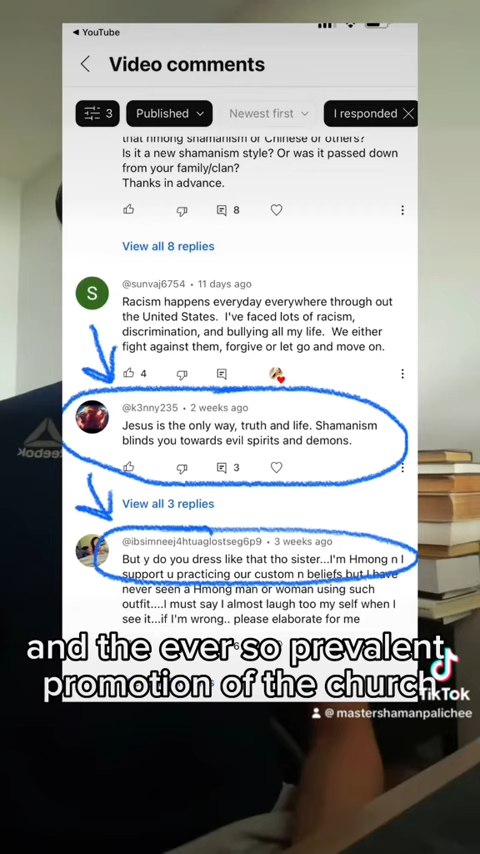 YouTube
Video comments
3
Published
Newest first
I responded
that hmong shamanism or Chinese or others?
Is it a new shamanism style? Or was it passed down
from your family/clan?
Thanks in advance.
8
View all 8 replies
S
@sunvaj6754 • 11 days ago
Racism happens everyday everywhere through out
the United States. I've faced lots of racism,
discrimination, and bullying all my life. We either
fight against them, forgive or let go and move on.
4
@k3nny235 • 2 weeks ago
Jesus is the only way, truth and life. Shamanism
blinds you towards evil spirits and demons.
3
View all 3 replies
@ibsimneej4htuaglostseg6p9 • 3 weeks ago
But y do you dress like that tho sister...I'm Hmong n I
support u practicing our custom n beliefs but I have
never seen a Hmong man or woman using such
outfit....I must say I almost laugh too my self when I
see it...if I'm wrong.. please elaborate for me
and the ever so prevalent
promotion of the church
TikTok
@mastershamanpalichee
Reebok